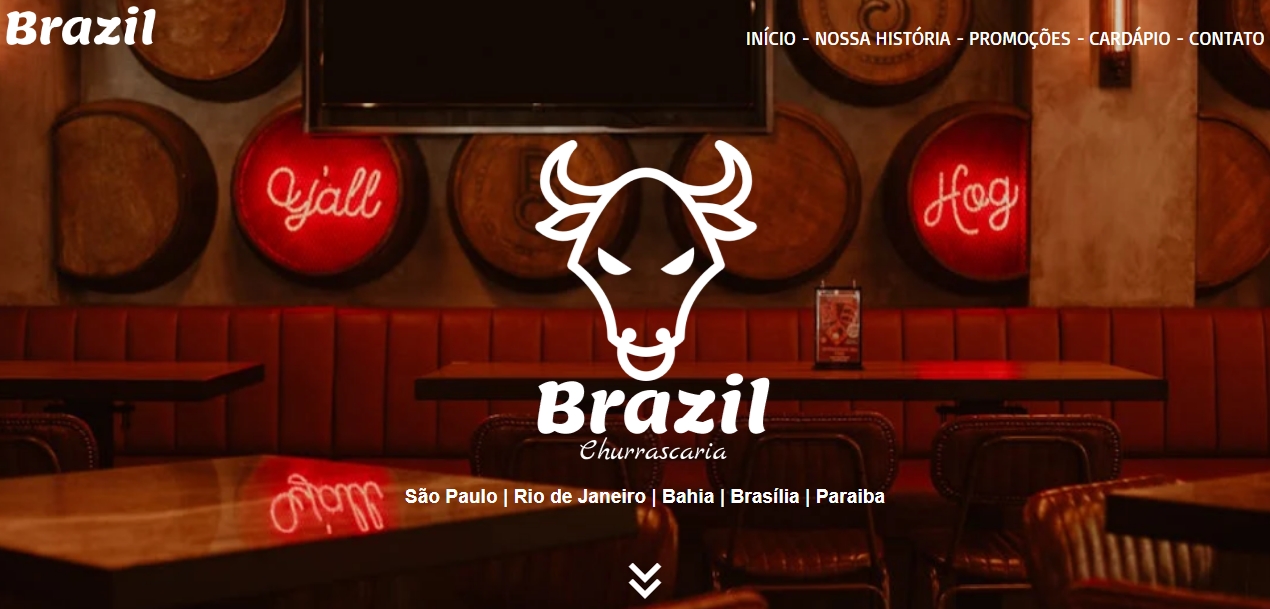 Brazil
INÍCIO - NOSSA HISTÓRIA - PROMOÇÕES - CARDÁPIO - CONTATO
Y'all
Hog
Brazil
Churrascaria
São Paulo | Rio de Janeiro | Bahia | Brasília | Paraiba